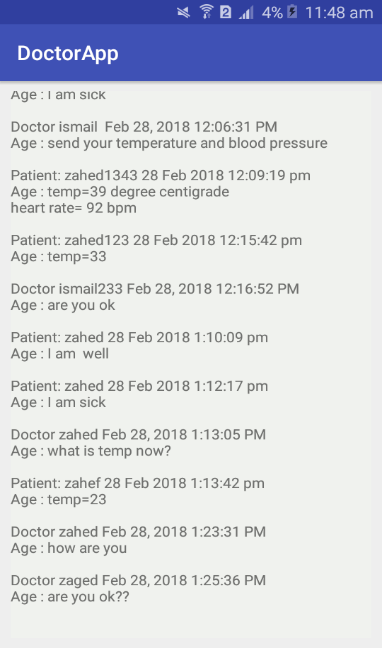 2 4% 11:48 am
DoctorApp
Age : I am sick
Doctor ismail  Feb 28, 2018 12:06:31 PM
Age : send your temperature and blood pressure
Patient: zahed1343 28 Feb 2018 12:09:19 pm
Age : temp=39 degree centigrade
heart rate= 92 bpm
Patient: zahed123 28 Feb 2018 12:15:42 pm
Age : temp=33
Doctor ismail233 Feb 28, 2018 12:16:52 PM
Age : are you ok
Patient: zahed 28 Feb 2018 1:10:09 pm
Age : I am  well
Patient: zahed 28 Feb 2018 1:12:17 pm
Age : I am sick
Doctor zahed Feb 28, 2018 1:13:05 PM
Age : what is temp now?
Patient: zahef 28 Feb 2018 1:13:42 pm
Age : temp=23
Doctor zahed Feb 28, 2018 1:23:31 PM
Age : how are you
Doctor zaged Feb 28, 2018 1:25:36 PM
Age : are you ok??